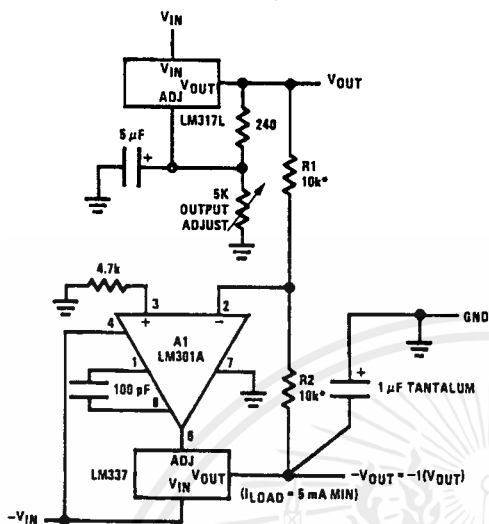 VIN
VIN
VOUT
ADJ
LM317L
VOUT
240
5 µF
+
5K
OUTPUT
ADJUST
R1
10k*
4.7k
3
2
4
+
−
A1
LM301A
1
7
100 pF
8
6
GND
R2
10k*
+
1 µF TANTALUM
LM337
ADJ
VOUT
VIN
−VOUT = −1(VOUT)
(ILOAD = 5 mA MIN)
−VIN